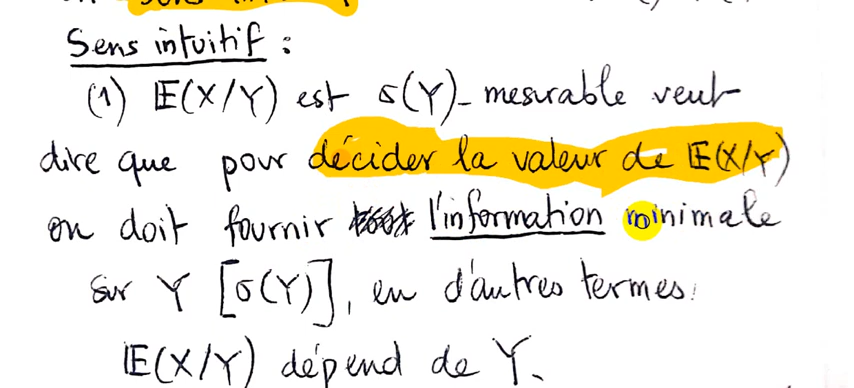 Sens intuitif :
(1) E(X/Y) est σ(Y)_ mesurable veut
dire que pour décider la valeur de E(X/Y)
on doit fournir l'information minimale
sur Y [σ(Y)], en d'autres termes:
E(X/Y) dépend de Y.